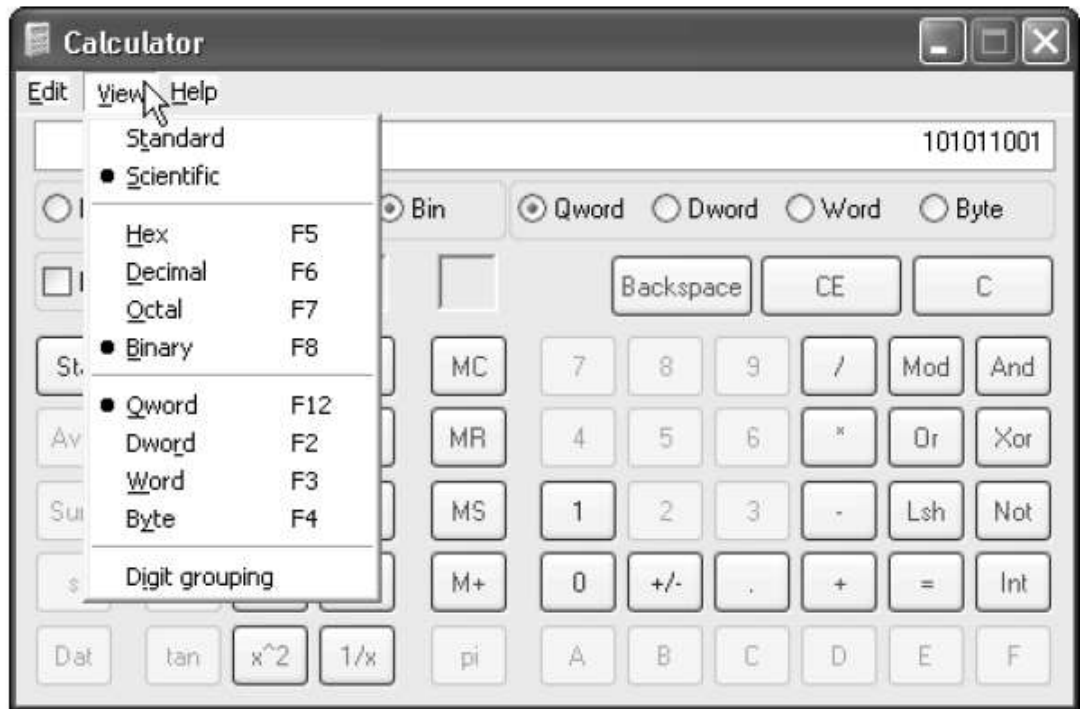 Calculator
Edit View Help
Standard
Scientific
Hex F5
Decimal F6
Octal F7
Binary F8
Qword F12
Dword F2
Word F3
Byte F4
Digit grouping
101011001
Bin Qword Dword Word Byte
Backspace CE C
MC 7 8 9 / Mod And
MR 4 5 6 * Or Xor
MS 1 2 3 - Lsh Not
M+ 0 +/- . + = Int
Dat tan x^2 1/x pi A B C D E F